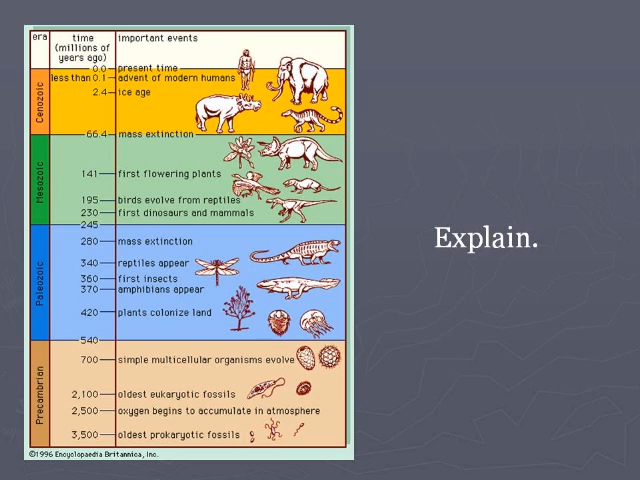 era time important events
(millions of
years ago)
0.0 present time
less than 0.1 advent of modern humans
2.4 ice age
Cenozoic
66.4 mass extinction
141 first flowering plants
Mesozoic
195 birds evolve from reptiles
230 first dinosaurs and mammals
245
280 mass extinction
340 reptiles appear
360 first insects
370 amphibians appear
Paleozoic
420 plants colonize land
540
700 simple multicellular organisms evolve
2,100 oldest eukaryotic fossils
Precambrian
2,500 oxygen begins to accumulate in atmosphere
3,500 oldest prokaryotic fossils
©1996 Encyclopaedia Britannica, Inc.
Explain.